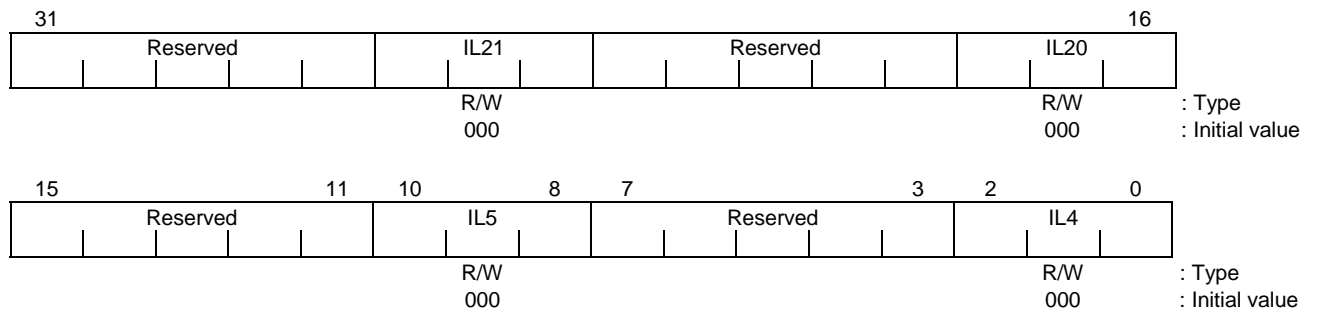 31 16
Reserved IL21 Reserved IL20
R/W R/W : Type
000 000 : Initial value
15 11 10 8 7 3 2 0
Reserved IL5 Reserved IL4
R/W R/W : Type
000 000 : Initial value